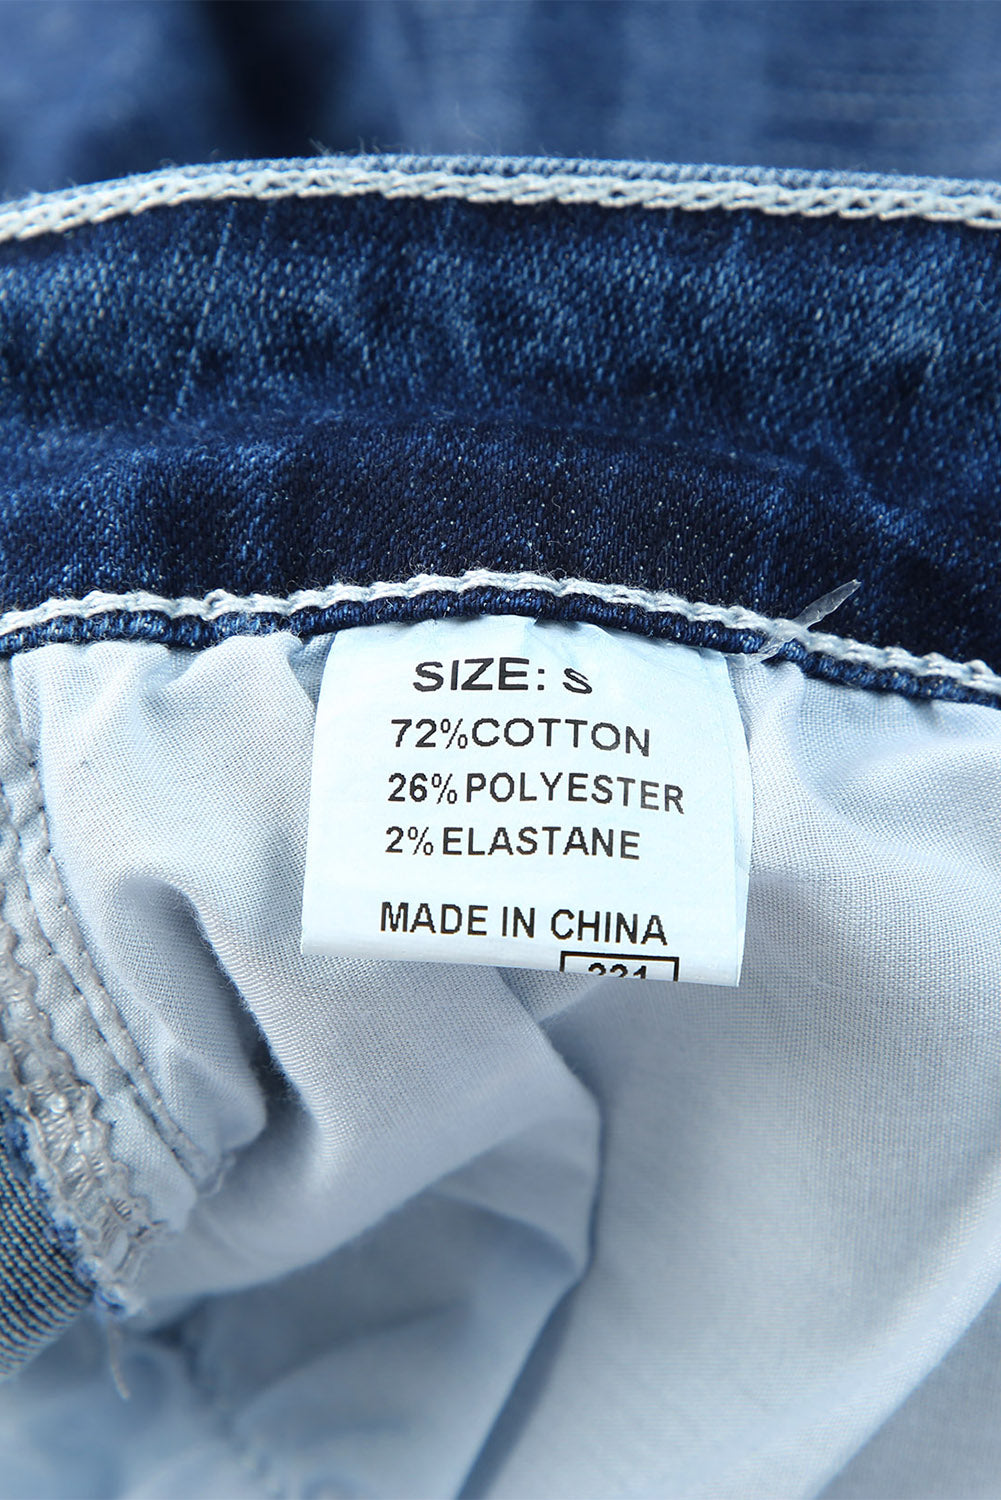 SIZE: S
72%COTTON
26%POLYESTER
2%ELASTANE
MADE IN CHINA